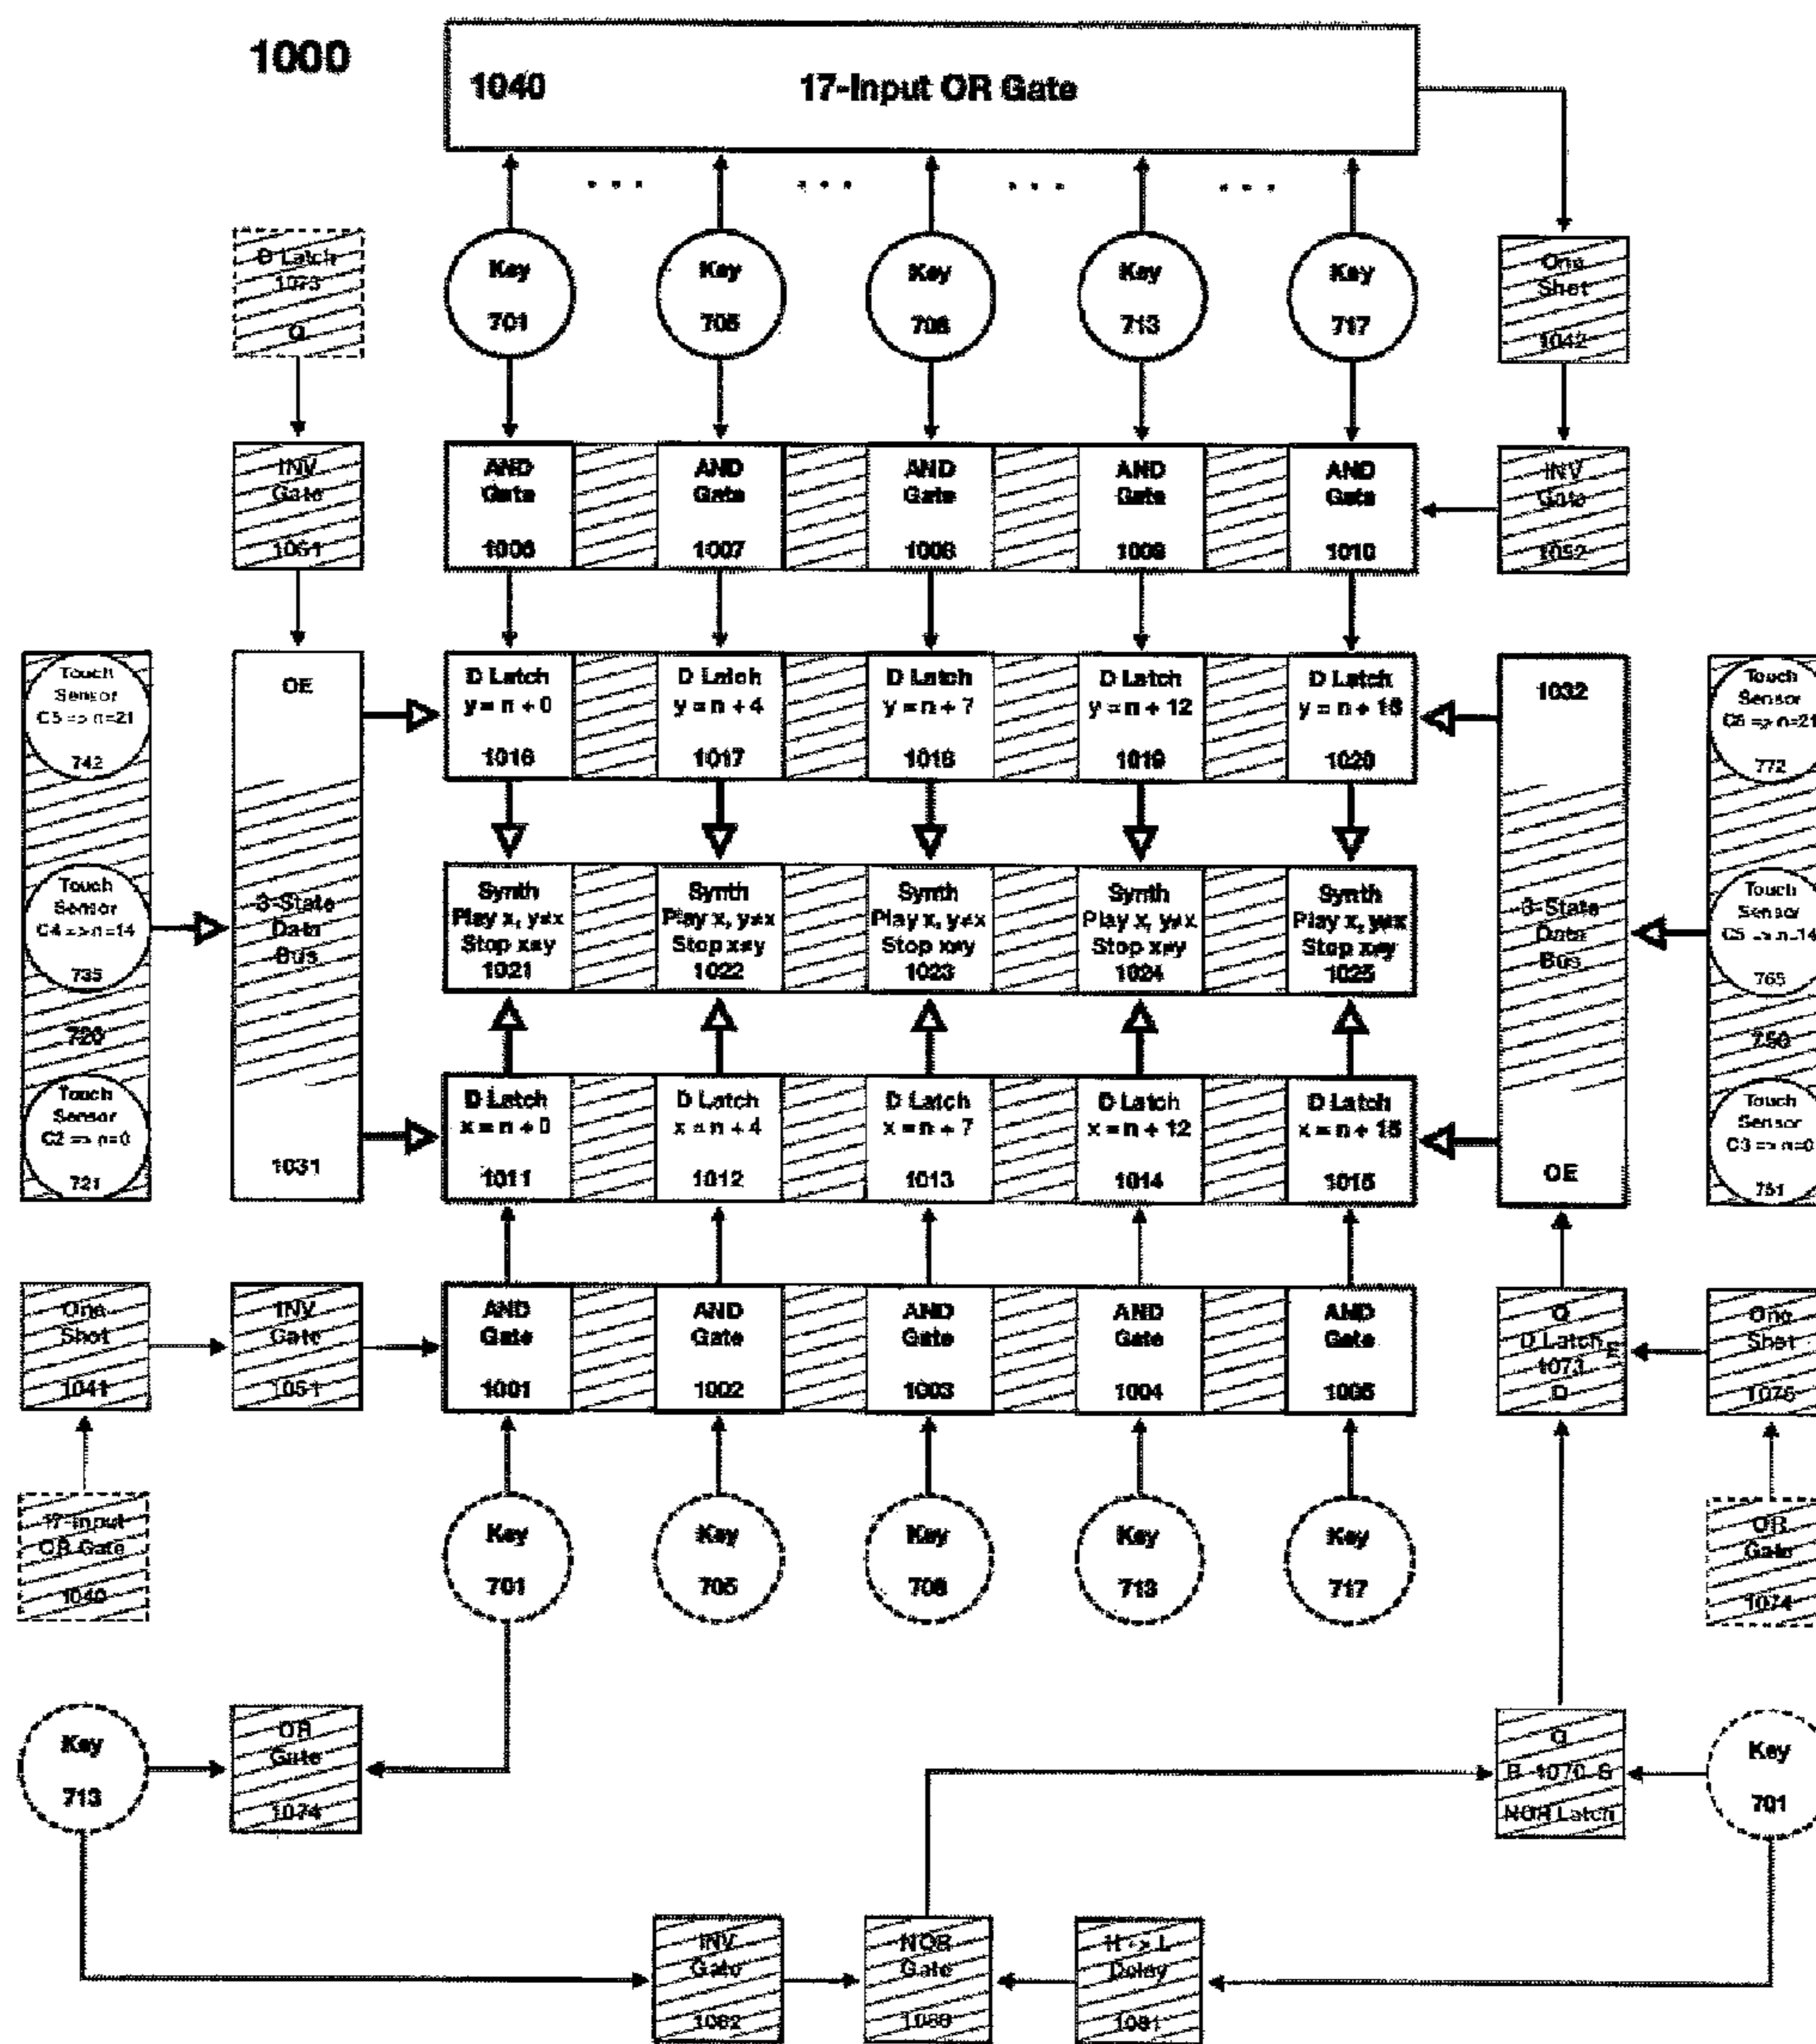 1000
1040 17-Input OR Gate
D Latch
1073
Q
Key
701
Key
705
Key
708
Key
713
Key
717
One
Shot
1042
INV
Gate
AND
Gate
1006
AND
Gate
1007
AND
Gate
1008
AND
Gate
1009
AND
Gate
1010
INV
Gate
1052
Touch
Sensor
C5 => n=21
742
Touch
Sensor
C4 => n=14
735
720
Touch
Sensor
C2 => n=0
721
OE
3-State
Data
Bus
1031
D Latch
y = n + 0
1016
D Latch
y = n + 4
1017
D Latch
y = n + 7
1018
D Latch
y = n + 12
1019
D Latch
y = n + 16
1020
Synth
Play x, y≠x
Stop x≠y
1021
Synth
Play x, y≠x
Stop x≠y
1022
Synth
Play x, y≠x
Stop x≠y
1023
Synth
Play x, y≠x
Stop x≠y
1024
Synth
Play x, y≠x
Stop x≠y
1025
D Latch
x = n + 0
1011
D Latch
x = n + 4
1012
D Latch
x = n + 7
1013
D Latch
x = n + 12
1014
D Latch
x = n + 16
1015
1032
3-State
Data
Bus
OE
Touch
Sensor
C6 => n=21
772
Touch
Sensor
C5 => n=14
765
750
Touch
Sensor
C3 => n=0
751
One
Shot
1041
INV
Gate
1051
AND
Gate
1001
AND
Gate
1002
AND
Gate
1003
AND
Gate
1004
AND
Gate
1005
Q
D Latch E
1073
D
One
Shot
17-Input
OR Gate
1040
Key
701
Key
705
Key
708
Key
713
Key
717
OR
Gate
1074
Key
713
OR
Gate
1074
Q
R 1070 S
NOR Latch
Key
701
INV
Gate
1082
NOR
Gate
H -> L
Delay
1081